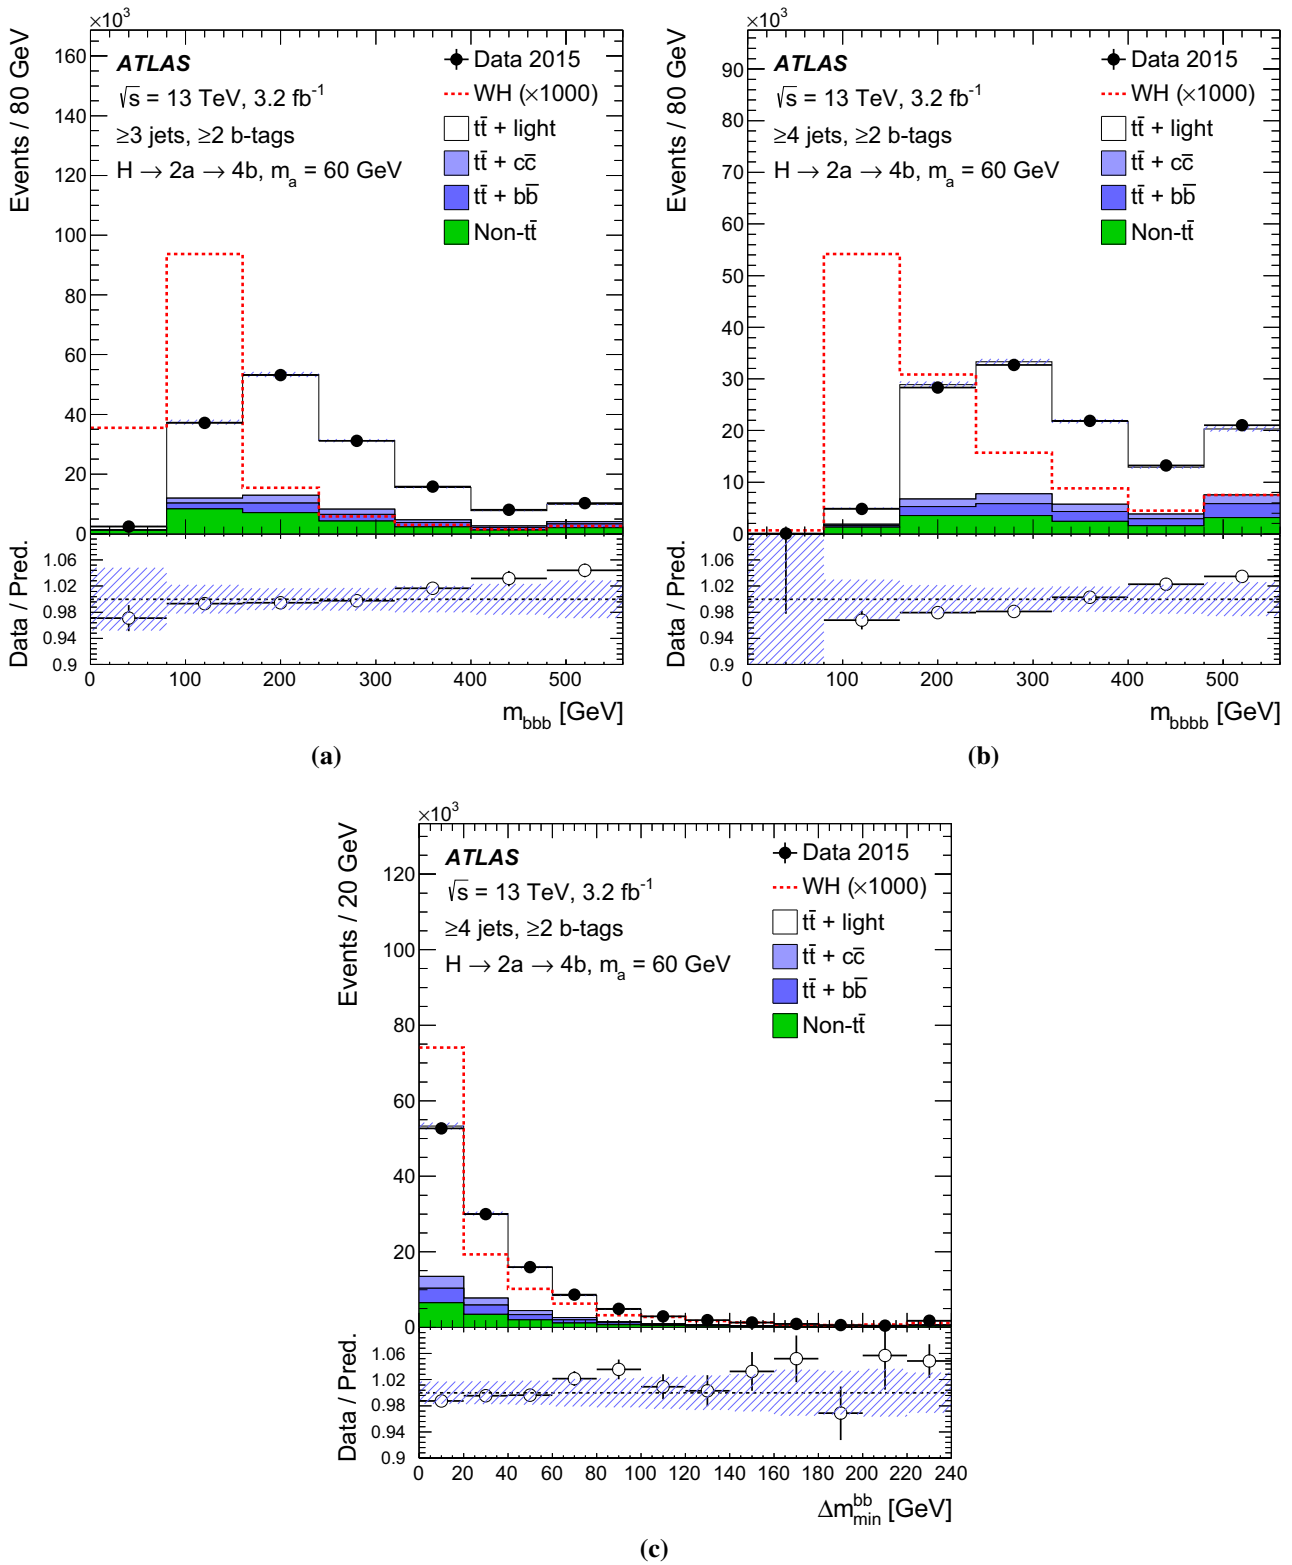 ×10³
Events / 80 GeV
160
140
120
100
80
60
40
20
0
ATLAS
√s = 13 TeV, 3.2 fb⁻¹
≥3 jets, ≥2 b-tags
H → 2a → 4b, mₐ = 60 GeV
Data 2015
WH (×1000)
tt̄ + light
tt̄ + cc̄
tt̄ + bb̄
Non-tt̄
Data / Pred.
1.06
1.02
0.98
0.94
0.9
0 100 200 300 400 500
m_bbb [GeV]
(a)
×10³
Events / 80 GeV
90
80
70
60
50
40
30
20
10
0
ATLAS
√s = 13 TeV, 3.2 fb⁻¹
≥4 jets, ≥2 b-tags
H → 2a → 4b, mₐ = 60 GeV
Data 2015
WH (×1000)
tt̄ + light
tt̄ + cc̄
tt̄ + bb̄
Non-tt̄
Data / Pred.
1.06
1.02
0.98
0.94
0.9
0 100 200 300 400 500
m_bbbb [GeV]
(b)
×10³
Events / 20 GeV
120
100
80
60
40
20
0
ATLAS
√s = 13 TeV, 3.2 fb⁻¹
≥4 jets, ≥2 b-tags
H → 2a → 4b, mₐ = 60 GeV
Data 2015
WH (×1000)
tt̄ + light
tt̄ + cc̄
tt̄ + bb̄
Non-tt̄
Data / Pred.
1.06
1.02
0.98
0.94
0.9
0 20 40 60 80 100 120 140 160 180 200 220 240
Δm_min^bb [GeV]
(c)